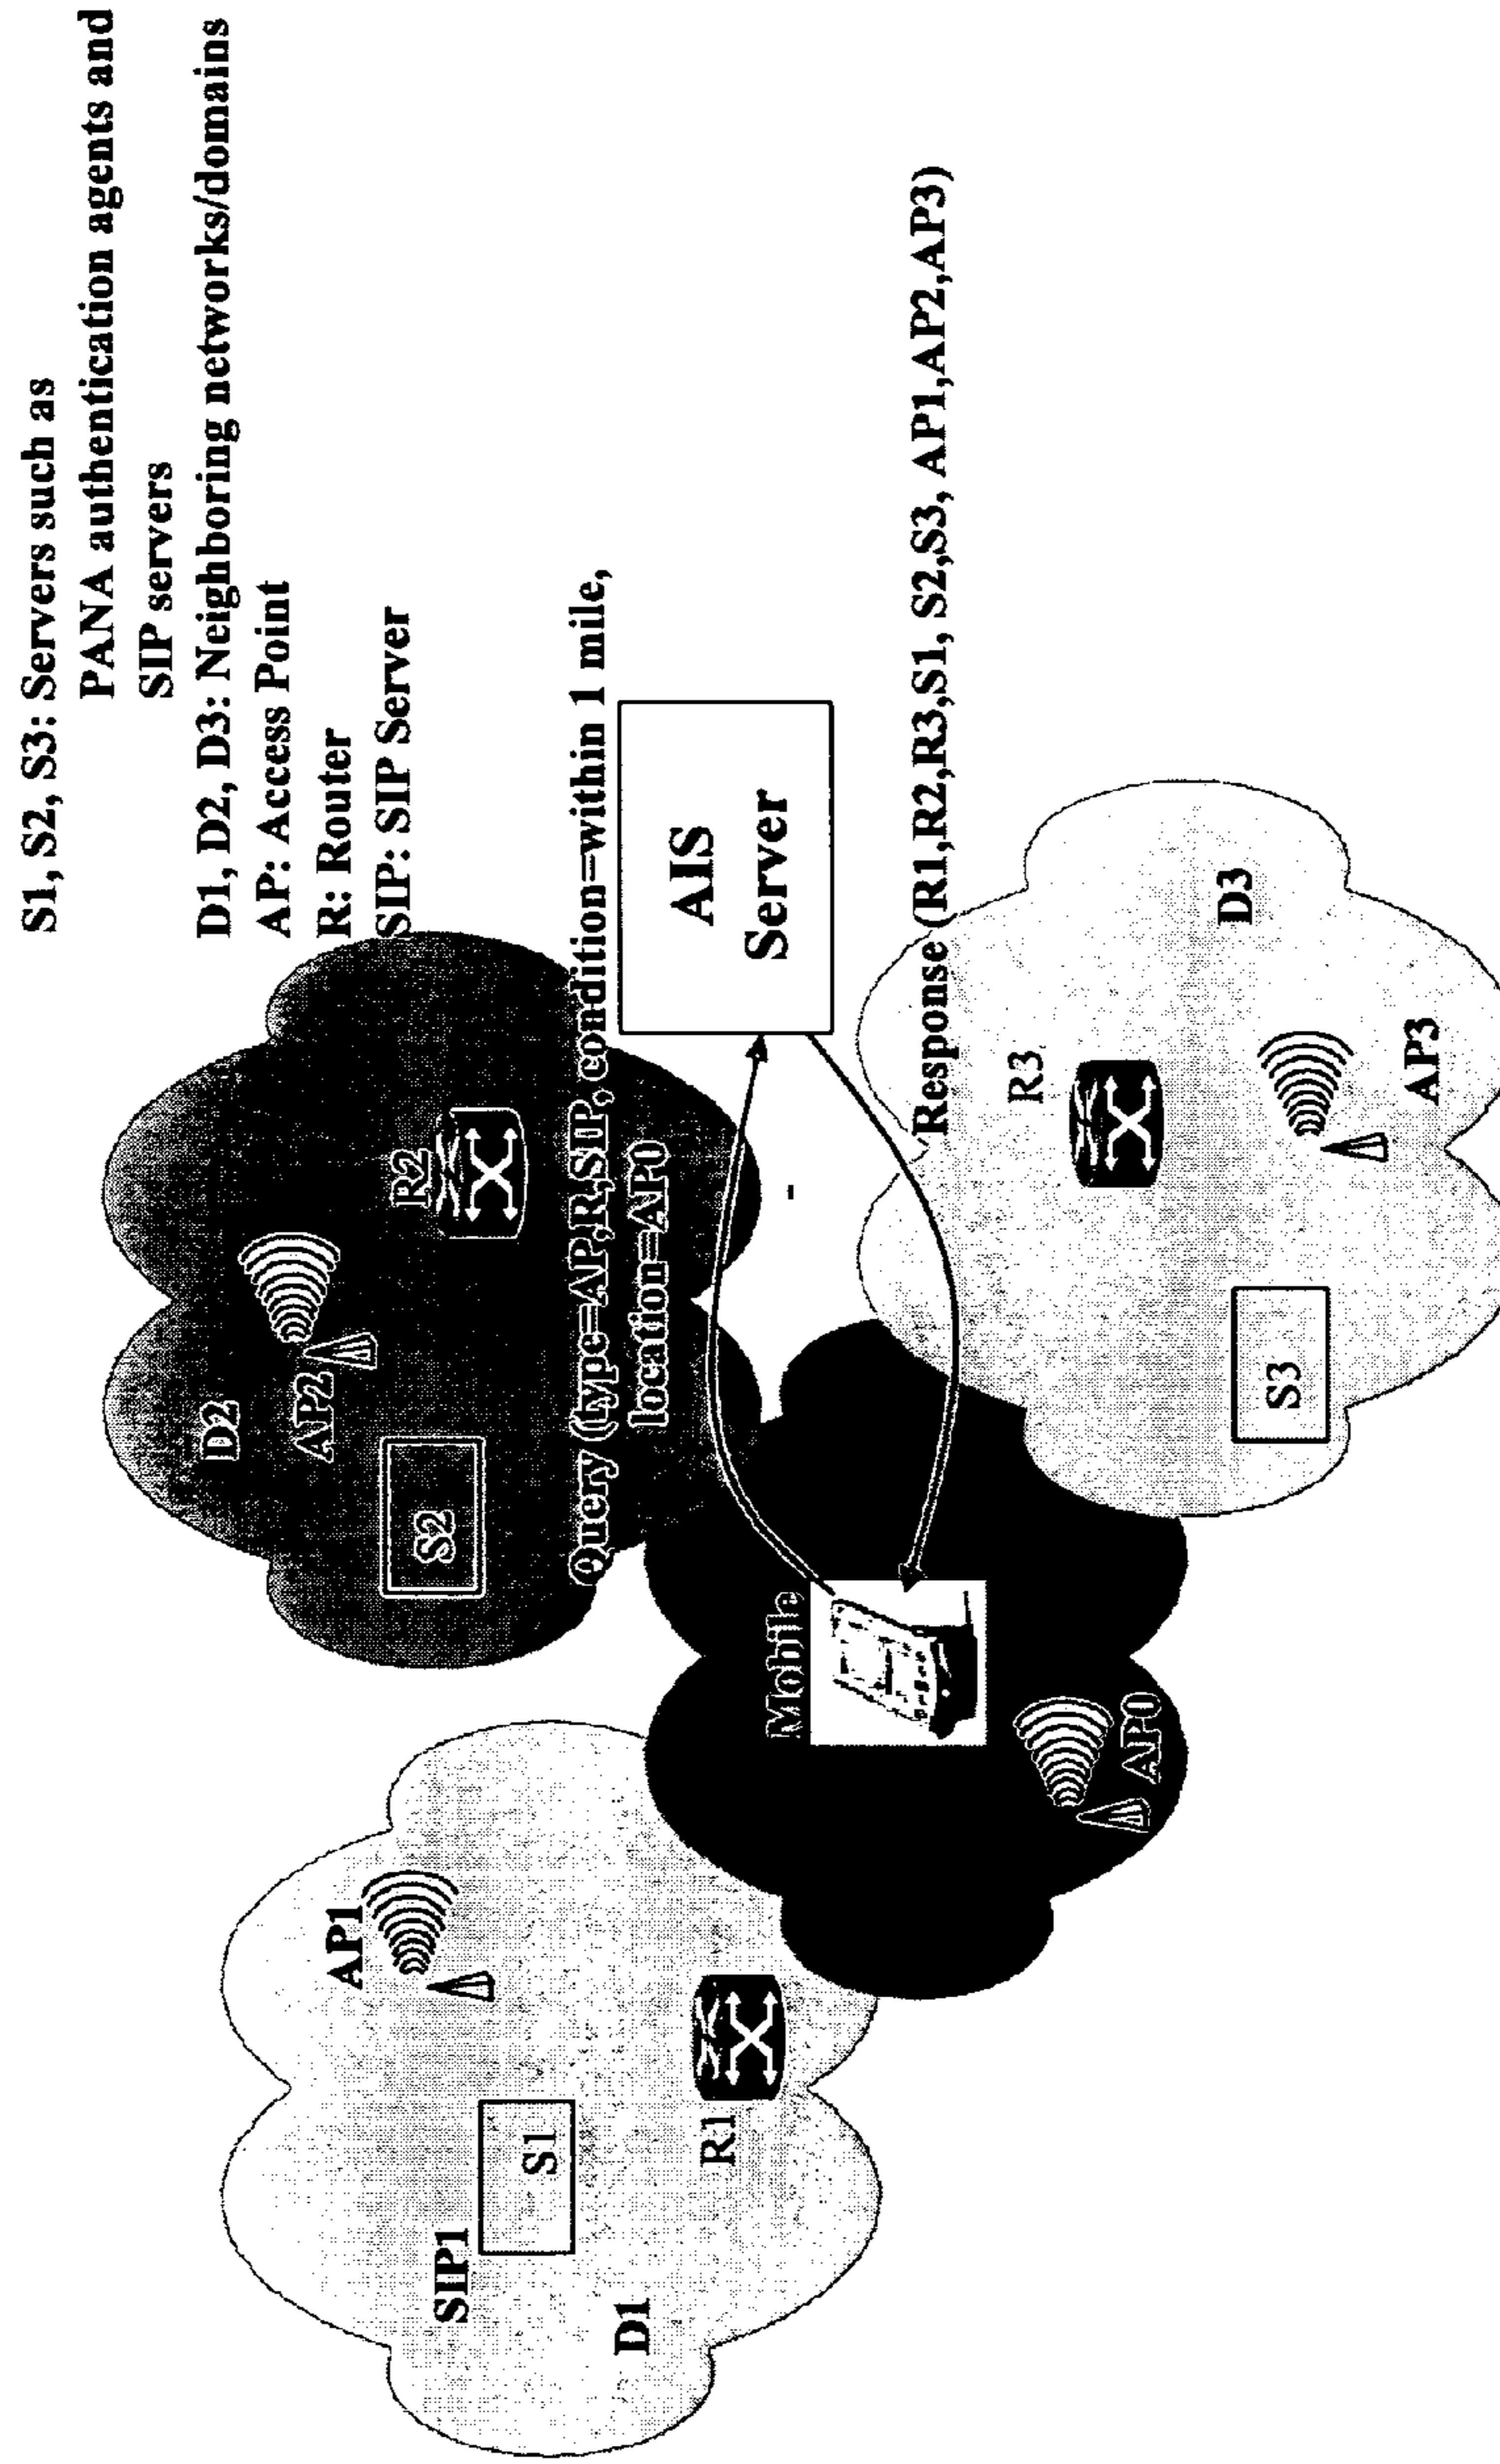 S1, S2, S3: Servers such as
PANA authentication agents and
SIP servers
D1, D2, D3: Neighboring networks/domains
AP: Access Point
R: Router
SIP: SIP Server
D2
AP2
R2
S2
Query (type=AP,R,SIP, condition=within 1 mile,
location=AP0
AIS
Server
AP1
SIP1
S1
R1
D1
Mobile
AP0
Response (R1,R2,R3,S1, S2,S3, AP1,AP2,AP3)
R3
D3
S3
AP3